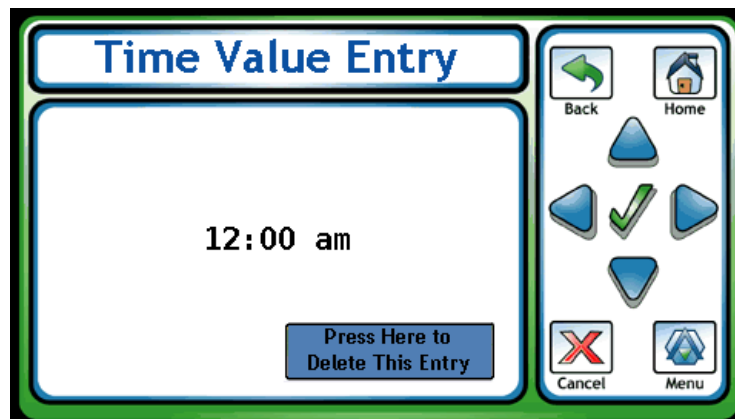 Time Value Entry
Back
Home
12:00 am
Press Here to
Delete This Entry
Cancel
Menu